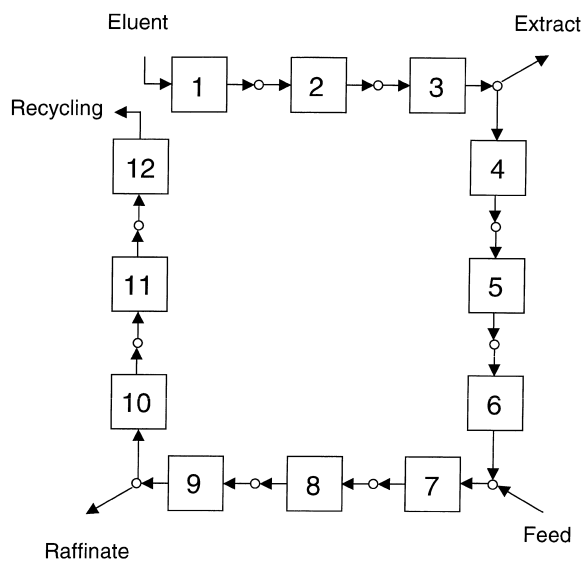 Eluent
Extract
1
2
3
Recycling
12
4
11
5
10
6
9
8
7
Raffinate
Feed